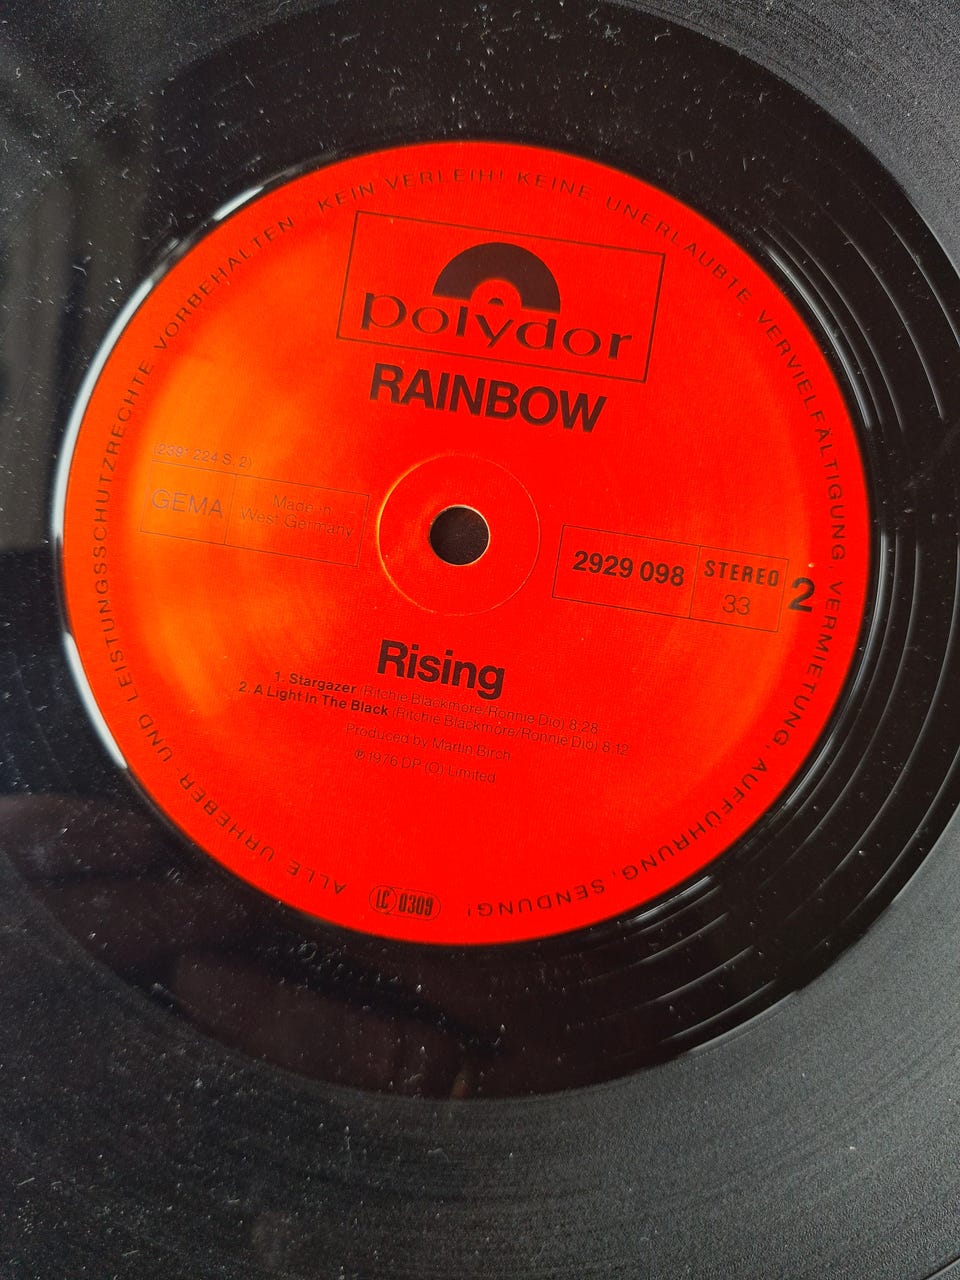 ALLE URHEBER- UND LEISTUNGSSCHUTZRECHTE VORBEHALTEN · KEIN VERLEIH! KEINE UNERLAUBTE VERVIELFÄLTIGUNG, VERMIETUNG, AUFFÜHRUNG, SENDUNG!
polydor
RAINBOW
(2391 224 S. 2)
GEMA
Made in
West Germany
2929 098
STEREO
33
2
Rising
1. Stargazer (Ritchie Blackmore/Ronnie Dio) 8:28
2. A Light In The Black (Ritchie Blackmore/Ronnie Dio) 8:12
Produced by Martin Birch
℗ 1976 DP (O) Limited
LC 0309